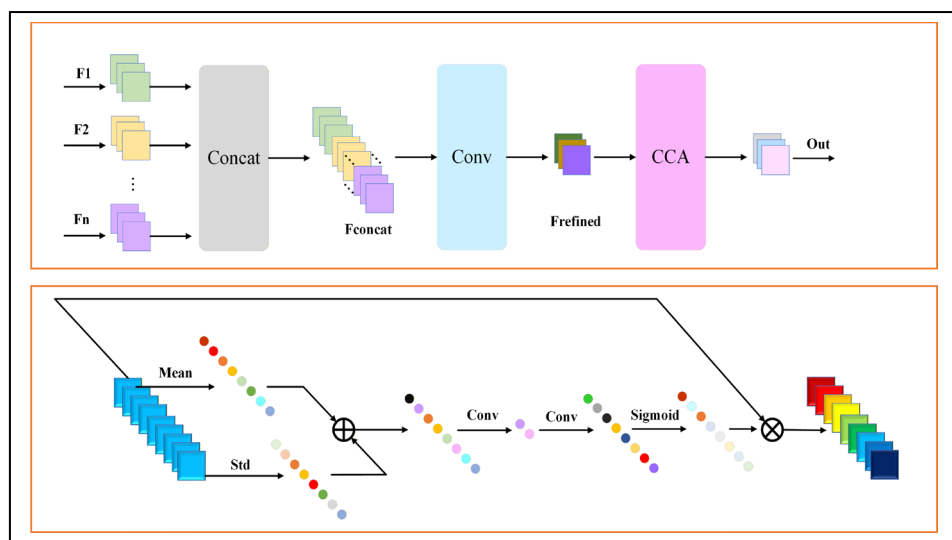 F1
F2
⋮
Fn
Concat
Fconcat
Conv
Frefined
CCA
Out
Mean
Std
Conv
Conv
Sigmoid